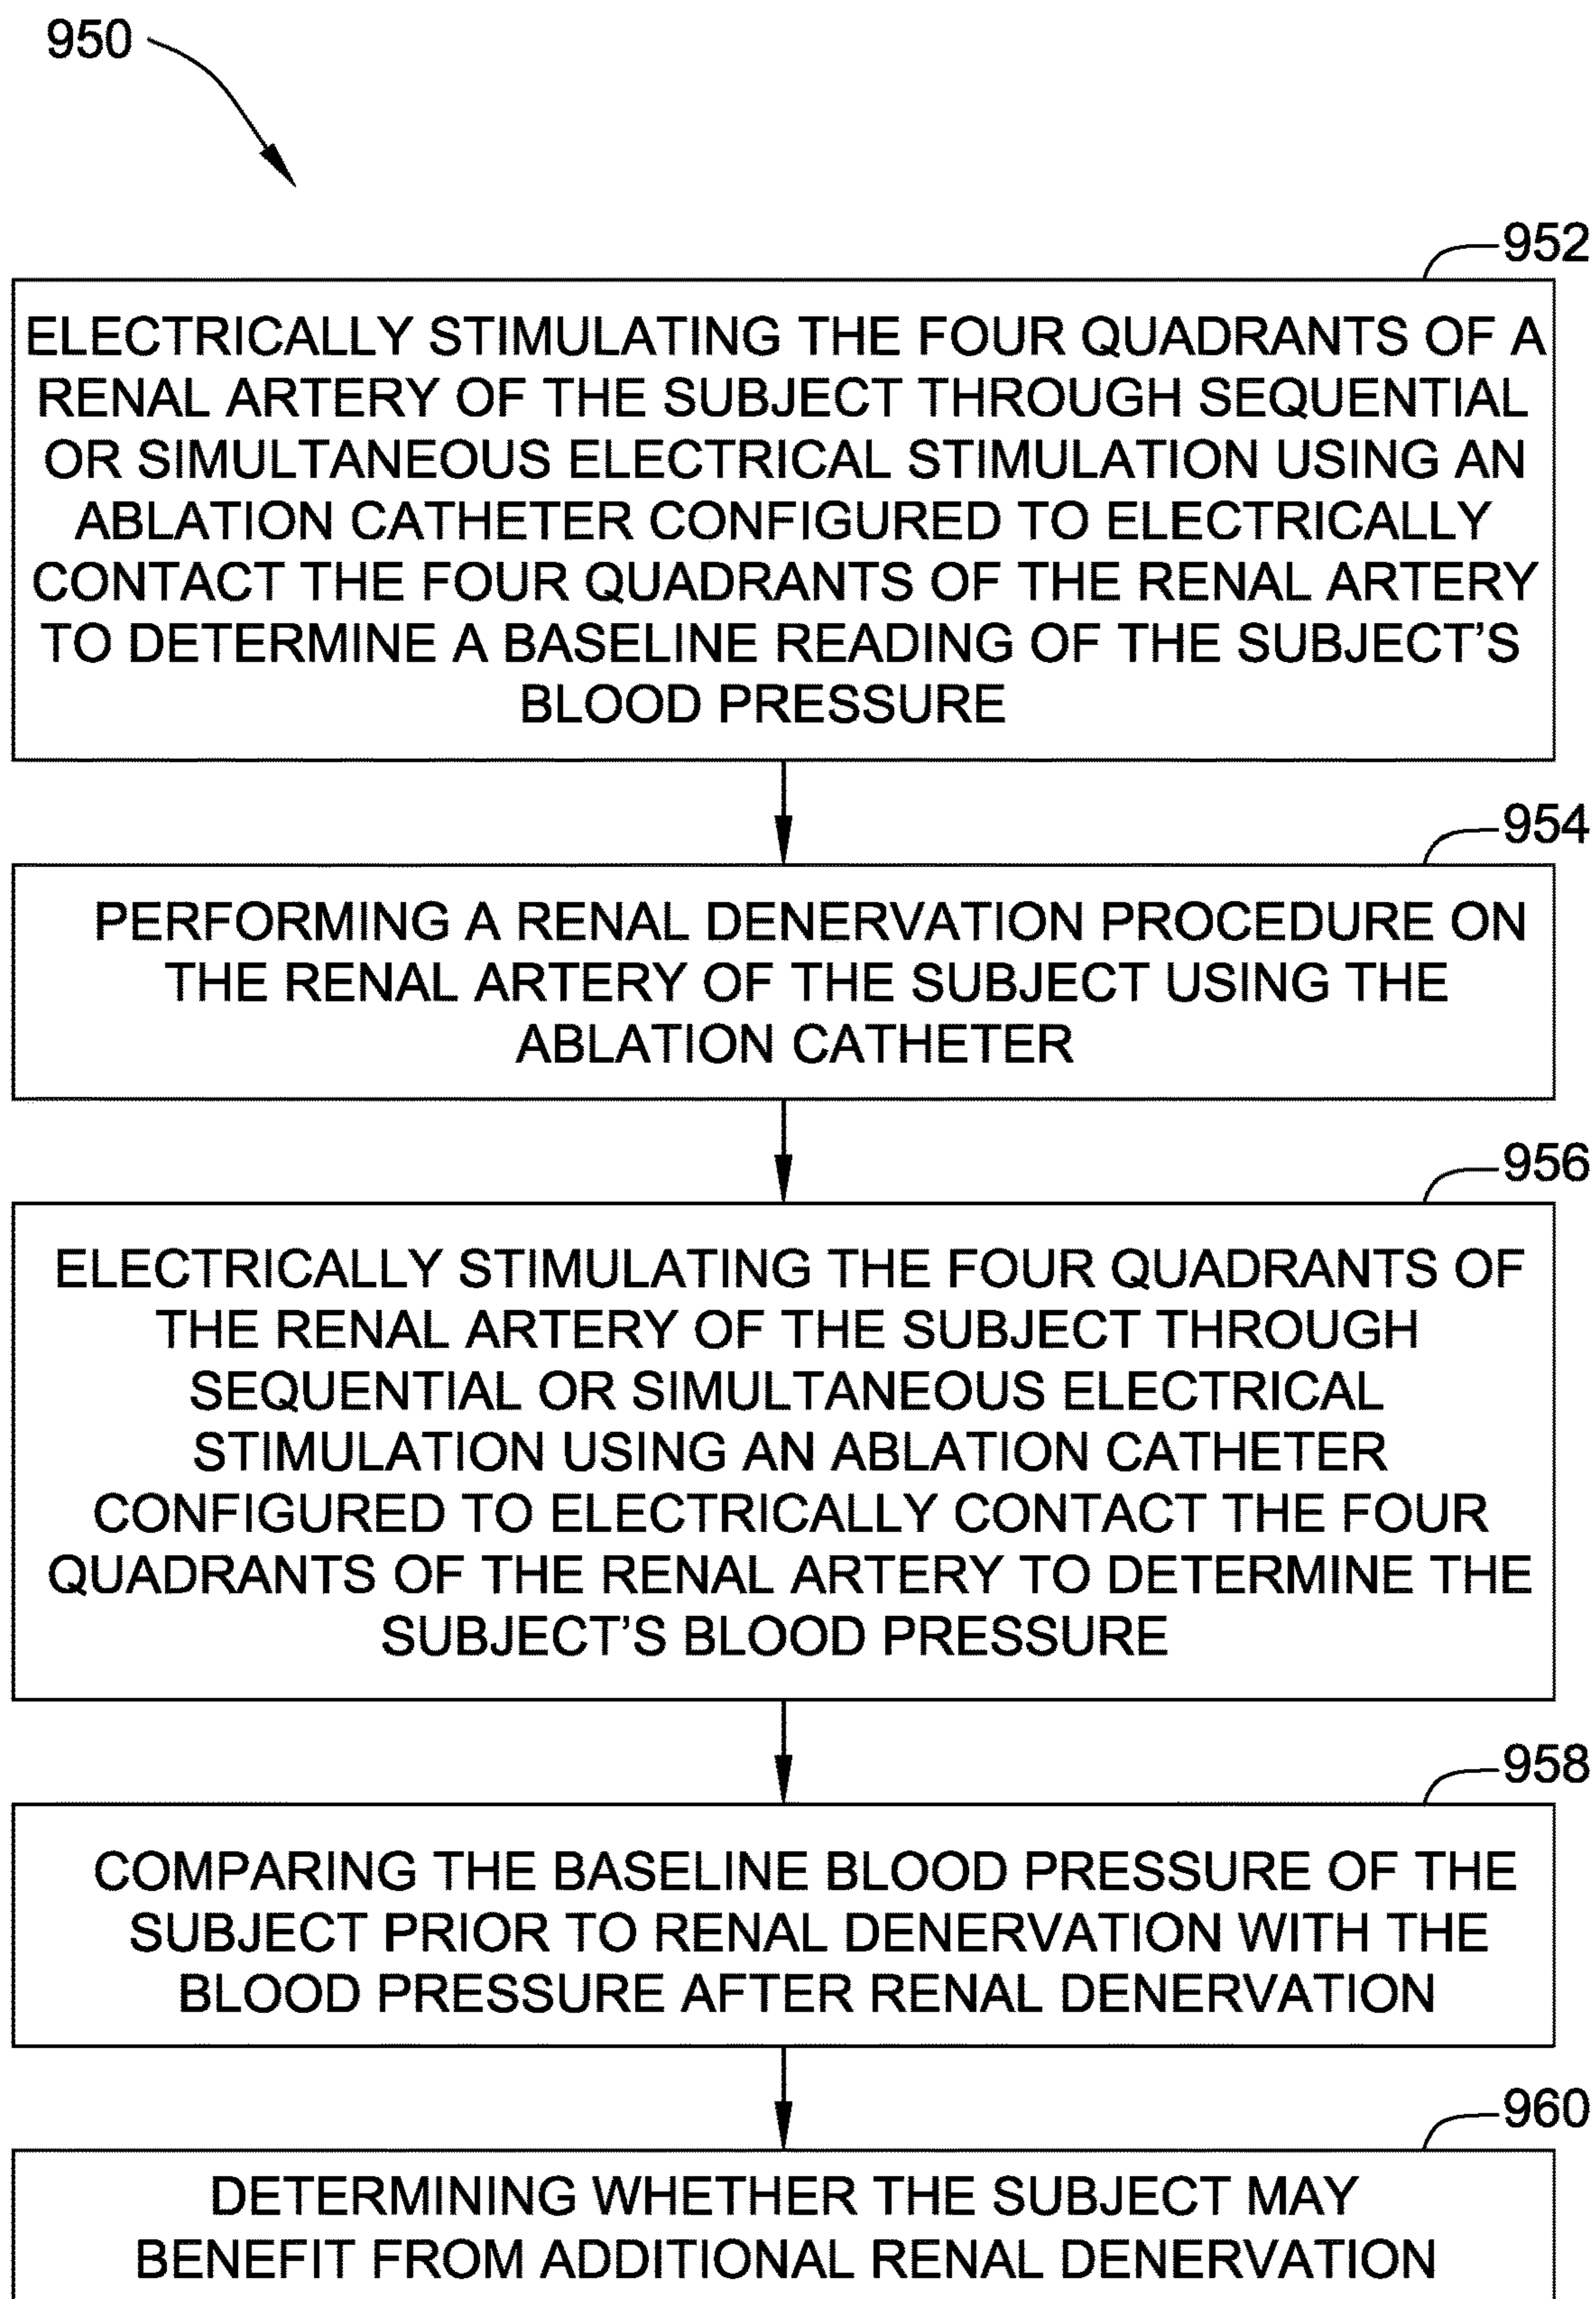 950
952
ELECTRICALLY STIMULATING THE FOUR QUADRANTS OF A
RENAL ARTERY OF THE SUBJECT THROUGH SEQUENTIAL
OR SIMULTANEOUS ELECTRICAL STIMULATION USING AN
ABLATION CATHETER CONFIGURED TO ELECTRICALLY
CONTACT THE FOUR QUADRANTS OF THE RENAL ARTERY
TO DETERMINE A BASELINE READING OF THE SUBJECT’S
BLOOD PRESSURE
954
PERFORMING A RENAL DENERVATION PROCEDURE ON
THE RENAL ARTERY OF THE SUBJECT USING THE
ABLATION CATHETER
956
ELECTRICALLY STIMULATING THE FOUR QUADRANTS OF
THE RENAL ARTERY OF THE SUBJECT THROUGH
SEQUENTIAL OR SIMULTANEOUS ELECTRICAL
STIMULATION USING AN ABLATION CATHETER
CONFIGURED TO ELECTRICALLY CONTACT THE FOUR
QUADRANTS OF THE RENAL ARTERY TO DETERMINE THE
SUBJECT’S BLOOD PRESSURE
958
COMPARING THE BASELINE BLOOD PRESSURE OF THE
SUBJECT PRIOR TO RENAL DENERVATION WITH THE
BLOOD PRESSURE AFTER RENAL DENERVATION
960
DETERMINING WHETHER THE SUBJECT MAY
BENEFIT FROM ADDITIONAL RENAL DENERVATION